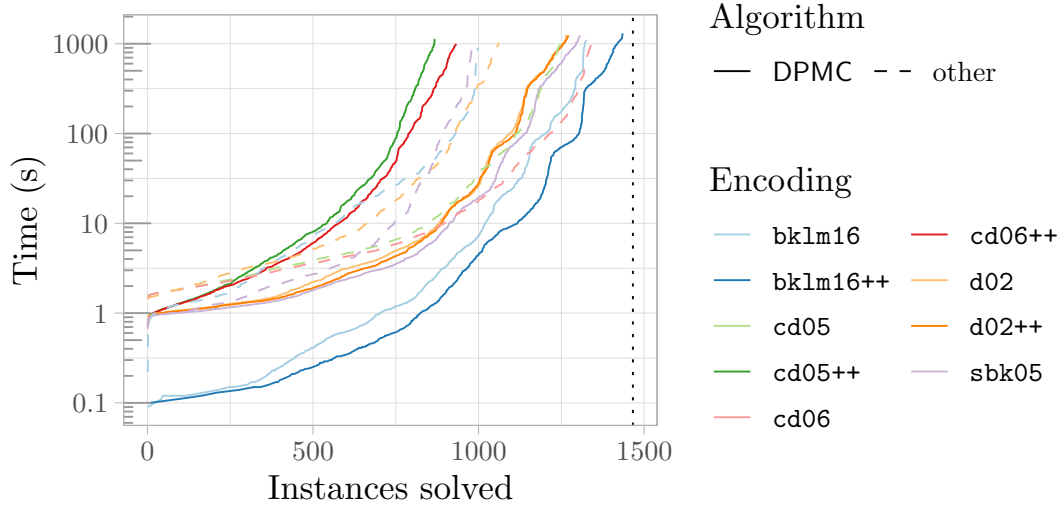 1000
100
10
1
0.1
Time (s)
0
500
1000
1500
Instances solved
Algorithm
DPMC
other
Encoding
bklm16
bklm16++
cd05
cd05++
cd06
cd06++
d02
d02++
sbk05